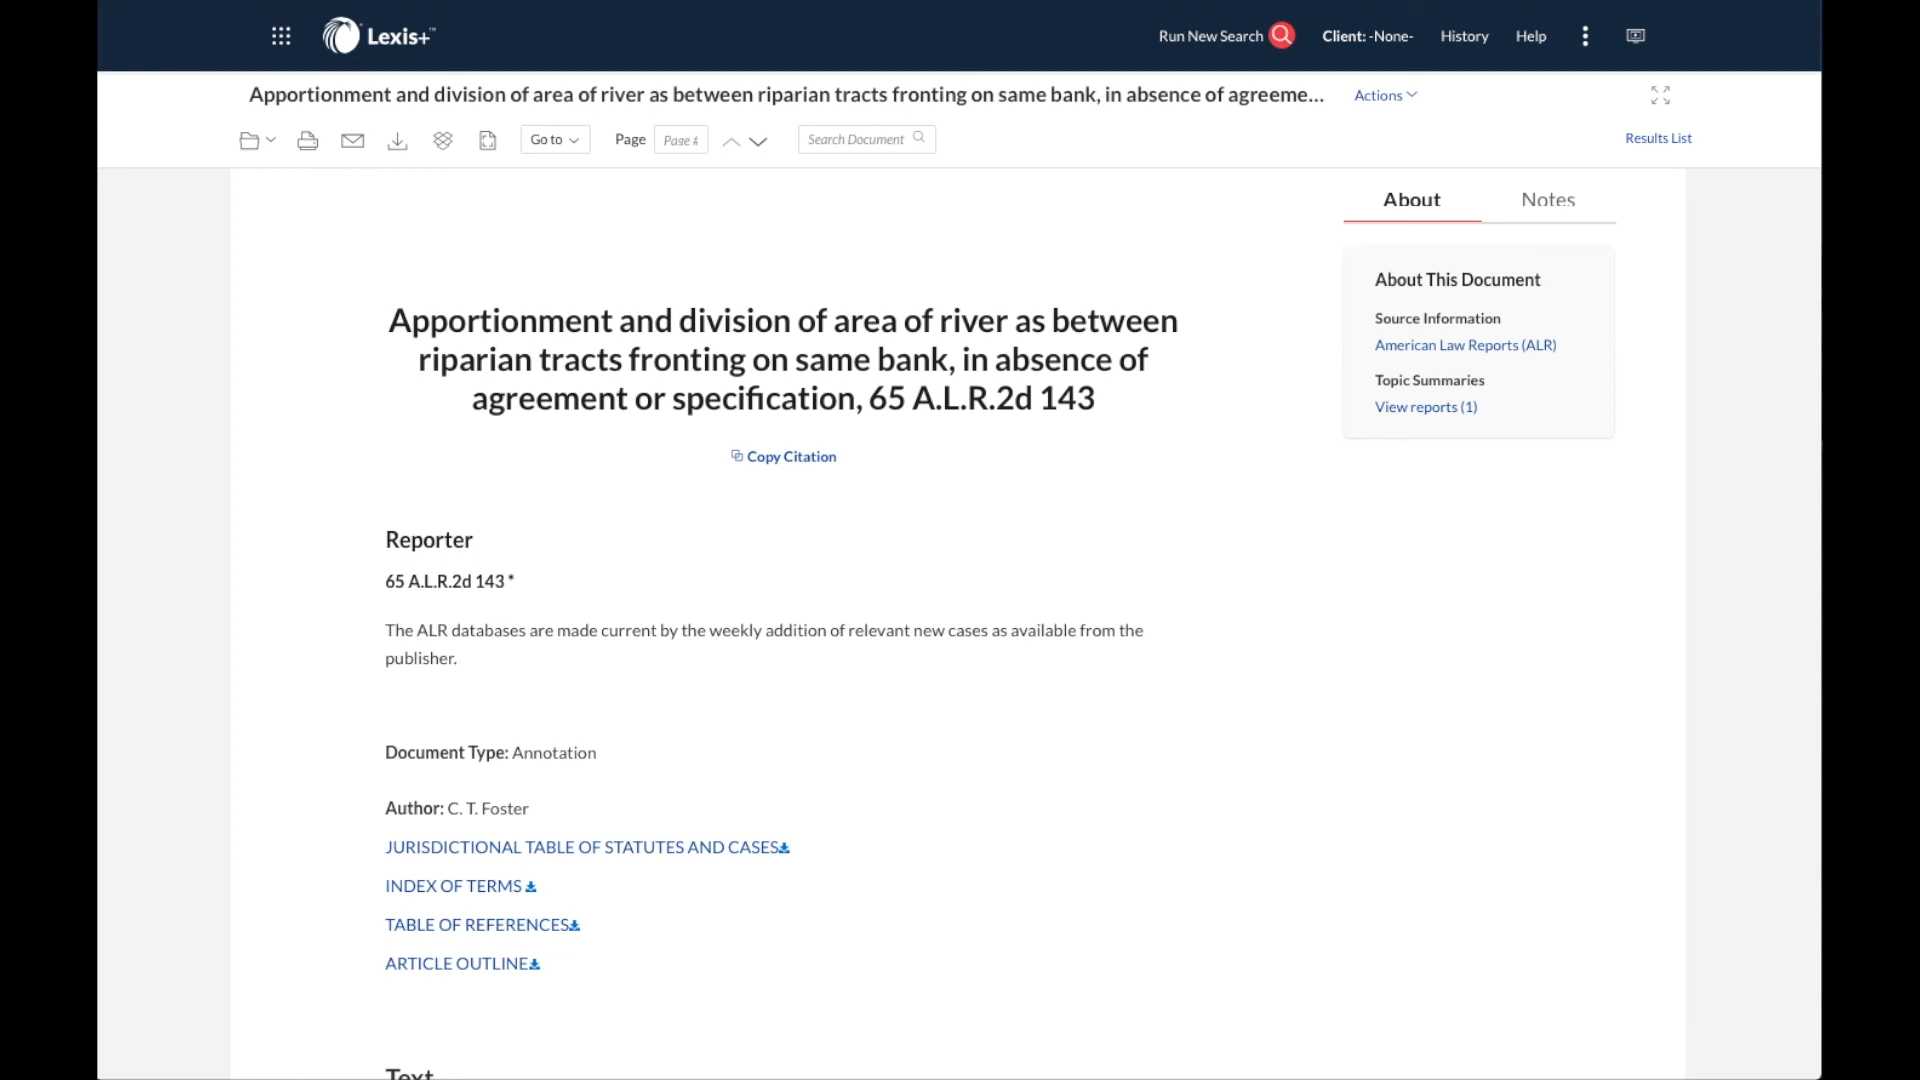 Lexis+™
Run New Search
Client: -None-
History
Help
Apportionment and division of area of river as between riparian tracts fronting on same bank, in absence of agreeme...
Actions
Go to
Page
Page #
Search Document
Results List
About
Notes
About This Document
Source Information
American Law Reports (ALR)
Topic Summaries
View reports (1)
Apportionment and division of area of river as between
riparian tracts fronting on same bank, in absence of
agreement or specification, 65 A.L.R.2d 143
Copy Citation
Reporter
65 A.L.R.2d 143 *
The ALR databases are made current by the weekly addition of relevant new cases as available from the
publisher.
Document Type: Annotation
Author: C. T. Foster
JURISDICTIONAL TABLE OF STATUTES AND CASES
INDEX OF TERMS
TABLE OF REFERENCES
ARTICLE OUTLINE
Text